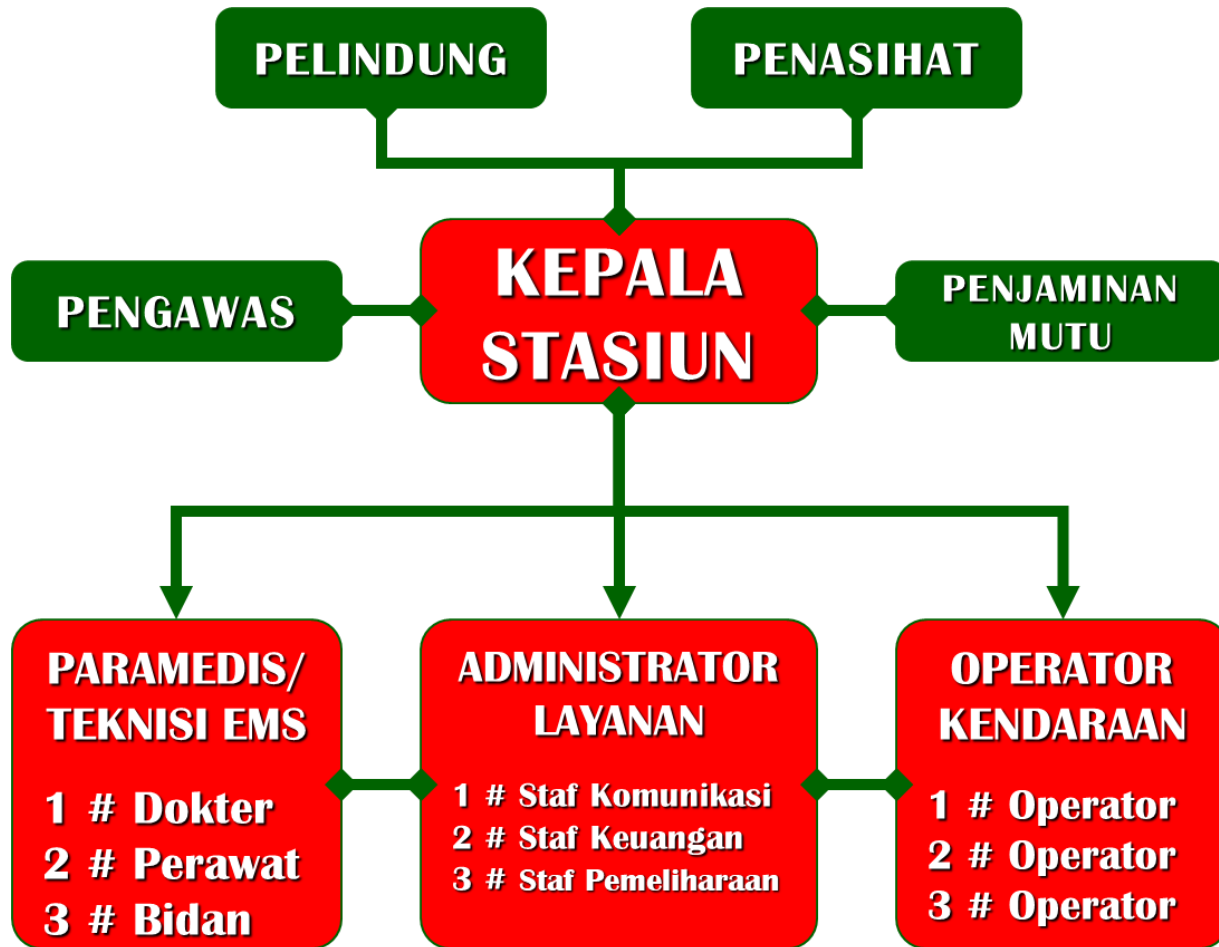 PELINDUNG
PENASIHAT
PENGAWAS
KEPALA
STASIUN
PENJAMINAN
MUTU
PARAMEDIS/
TEKNISI EMS
1 # Dokter
2 # Perawat
3 # Bidan
ADMINISTRATOR
LAYANAN
1 # Staf Komunikasi
2 # Staf Keuangan
3 # Staf Pemeliharaan
OPERATOR
KENDARAAN
1 # Operator
2 # Operator
3 # Operator